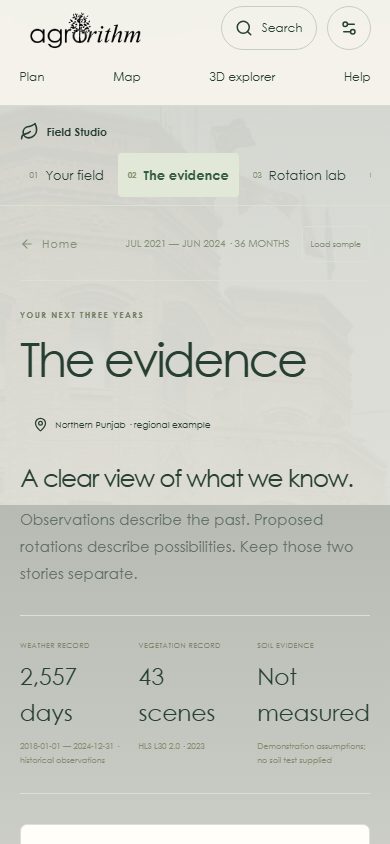 agrorithm
Search
Plan
Map
3D explorer
Help
Field Studio
01 Your field
02 The evidence
03 Rotation lab
← Home
JUL 2021 — JUN 2024 · 36 MONTHS
Load sample
YOUR NEXT THREE YEARS
The evidence
Northern Punjab · regional example
A clear view of what we know.
Observations describe the past. Proposed
rotations describe possibilities. Keep those two
stories separate.
WEATHER RECORD
2,557
days
2018-01-01 — 2024-12-31 ·
historical observations
VEGETATION RECORD
43
scenes
HLS L30 2.0 · 2023
SOIL EVIDENCE
Not
measured
Demonstration assumptions;
no soil test supplied